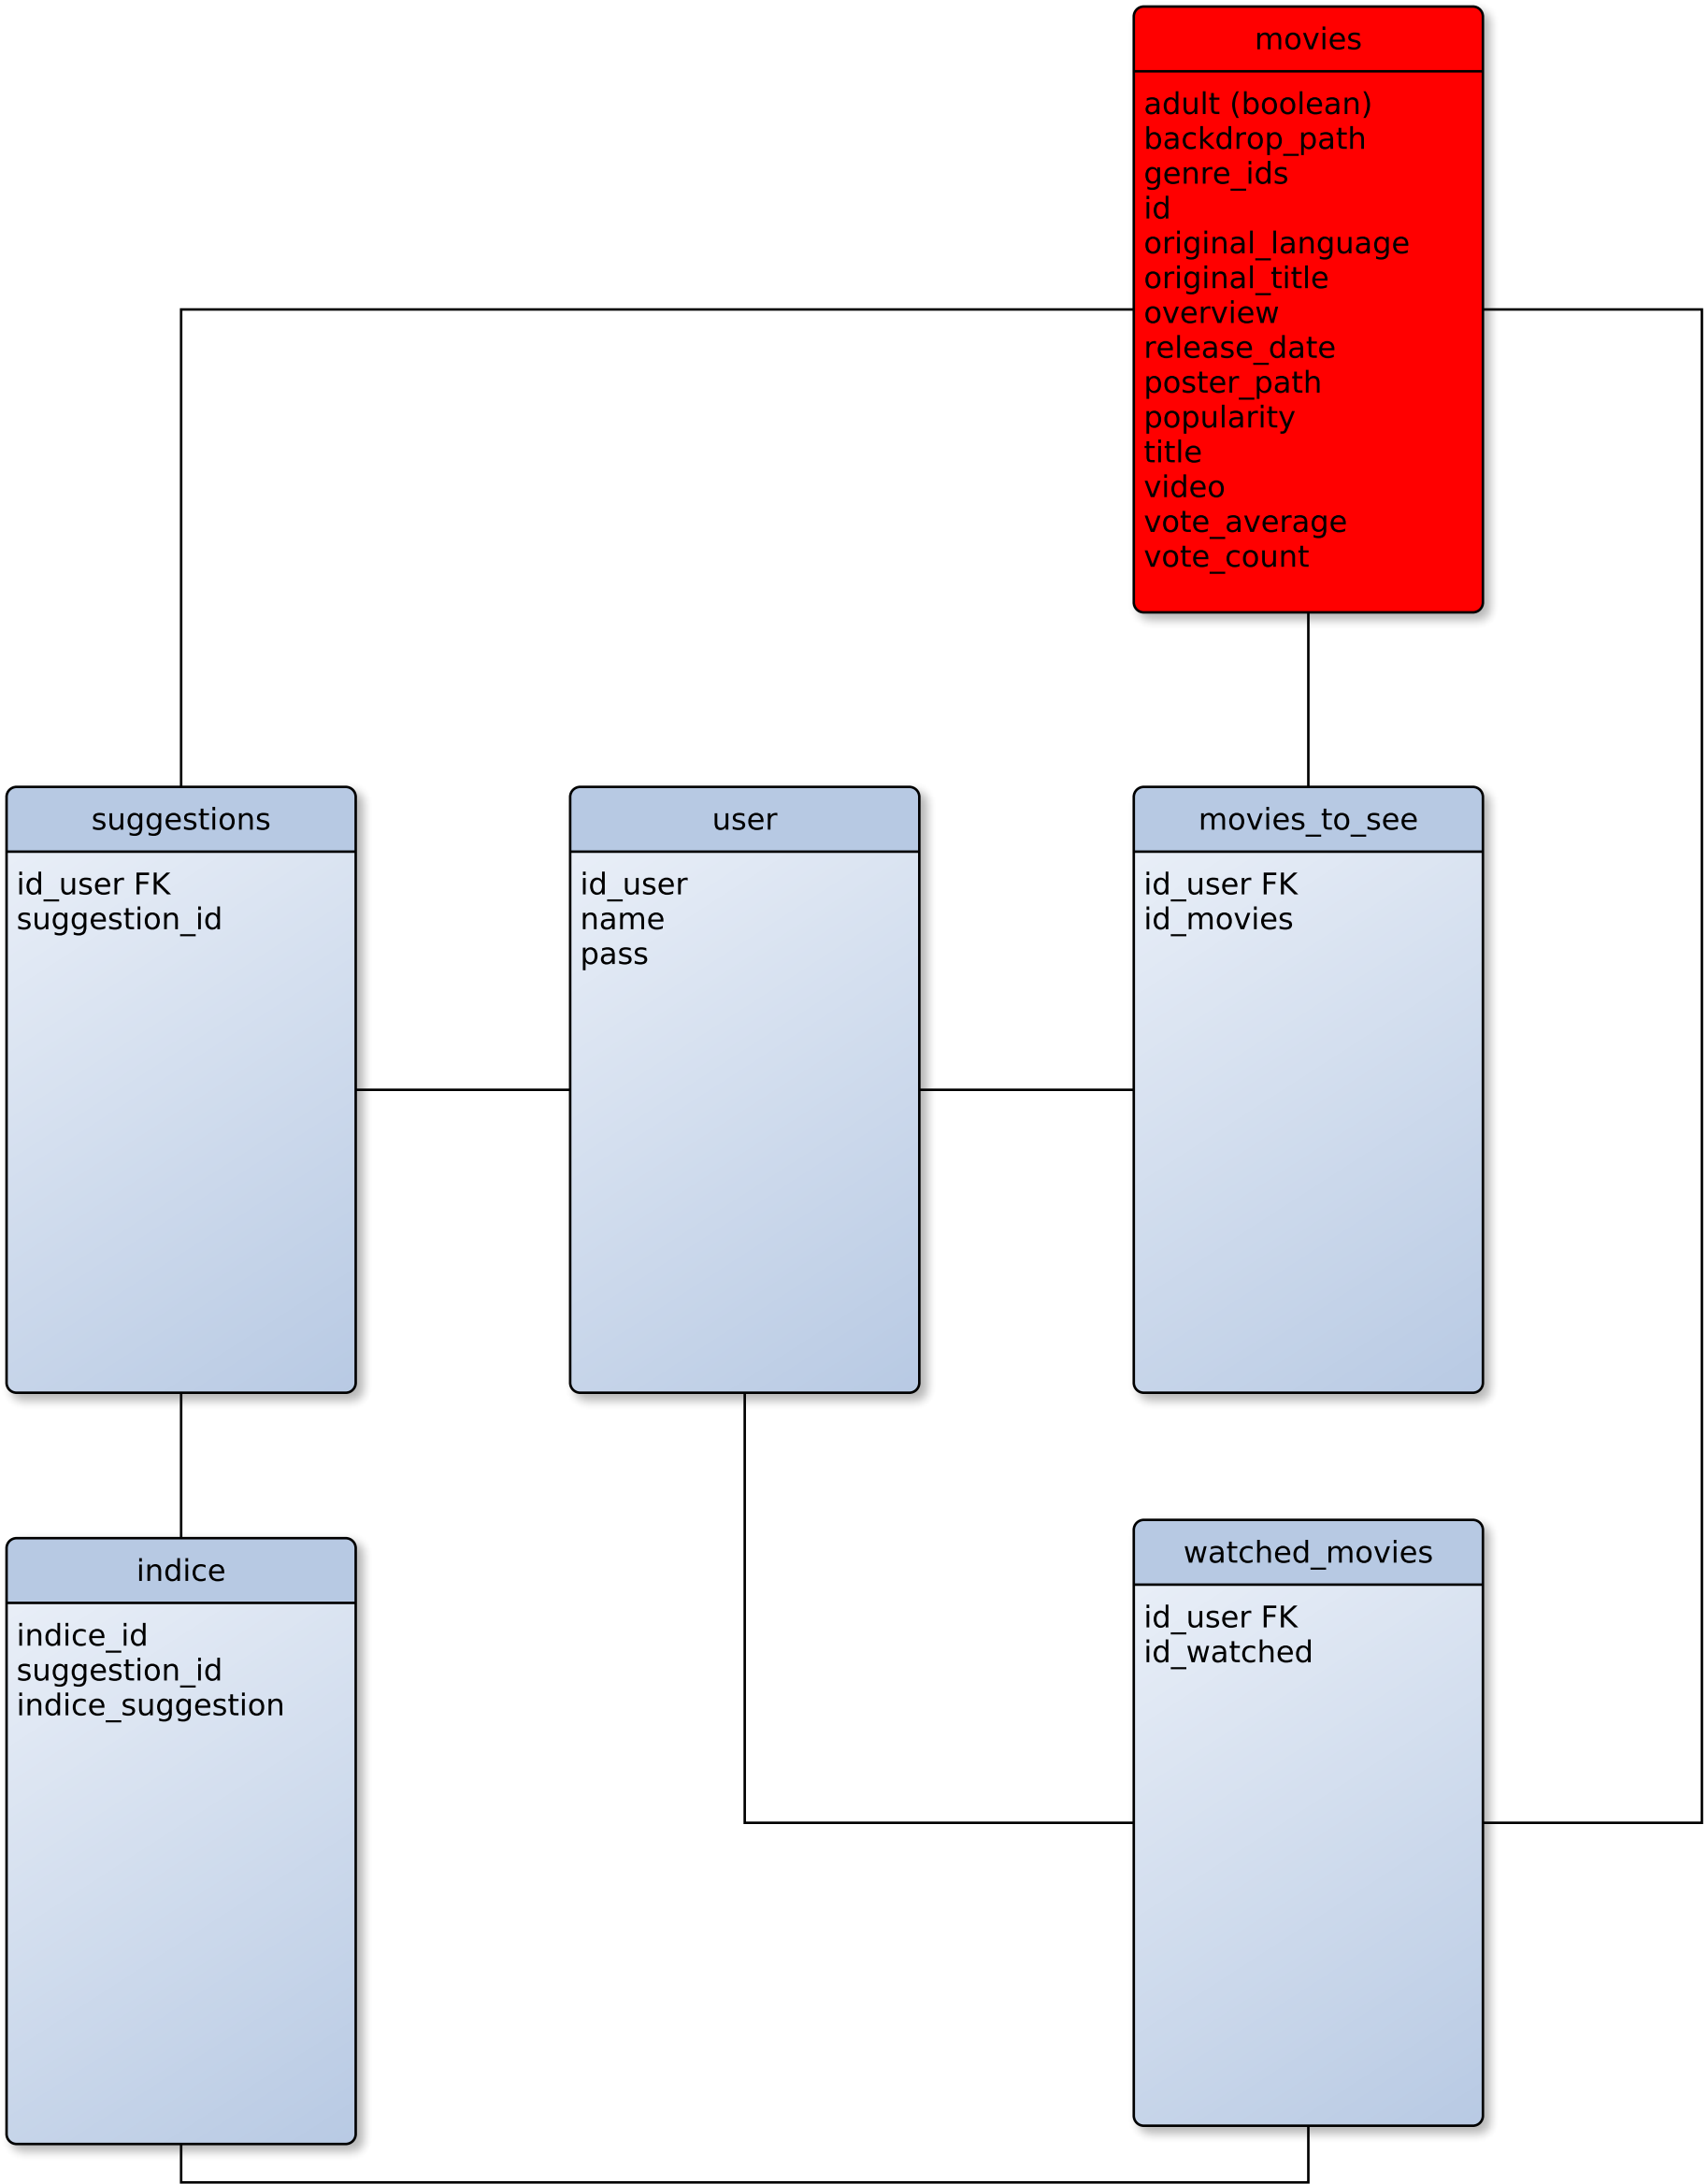 movies
adult (boolean)
backdrop_path
genre_ids
id
original_language
original_title
overview
release_date
poster_path
popularity
title
video
vote_average
vote_count
suggestions
id_user FK
suggestion_id
user
id_user
name
pass
movies_to_see
id_user FK
id_movies
indice
indice_id
suggestion_id
indice_suggestion
watched_movies
id_user FK
id_watched